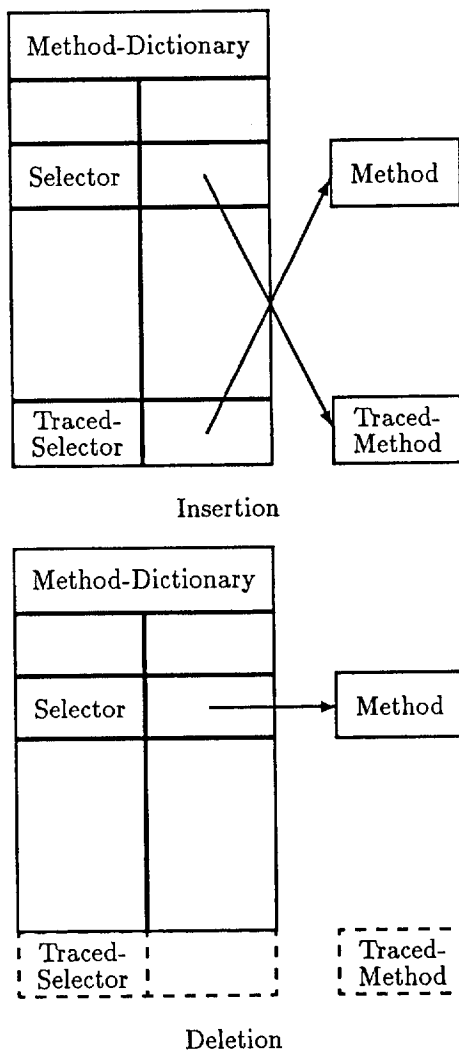 Method-Dictionary
Selector
Method
Traced-
Selector
Traced-
Method
Insertion
Method-Dictionary
Selector
Method
Traced-
Selector
Traced-
Method
Deletion